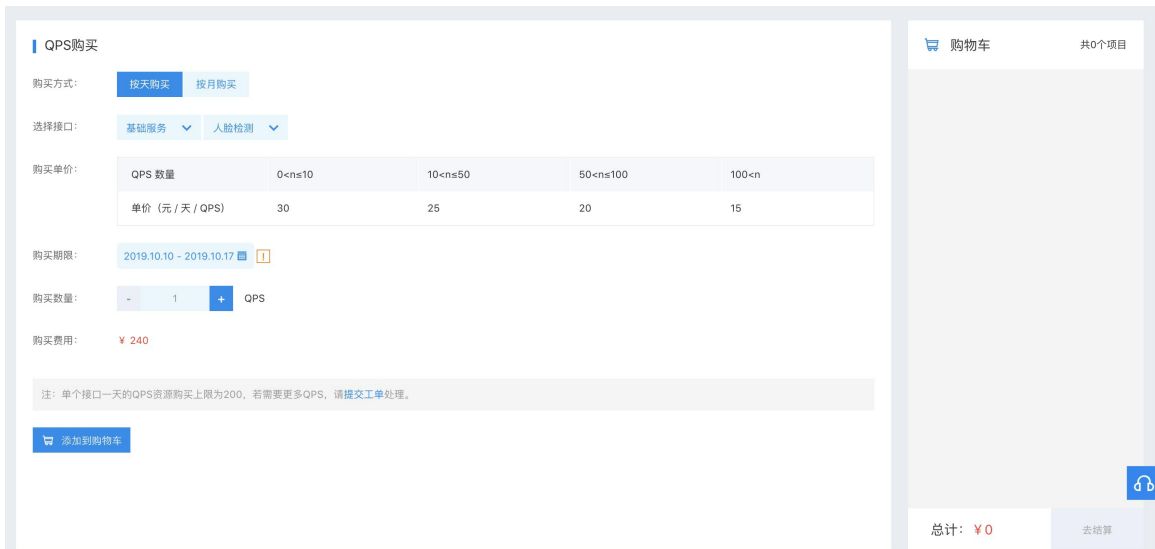 QPS购买
购物车 共0个项目
购买方式: 按天购买 按月购买
选择接口: 基础服务 人脸检测
购买单价:
QPS 数量 0<n≤10 10<n≤50 50<n≤100 100<n
单价（元 / 天 / QPS） 30 25 20 15
购买期限: 2019.10.10 - 2019.10.17 !
购买数量: - 1 + QPS
购买费用: ¥ 240
注：单个接口一天的QPS资源购买上限为200，若需要更多QPS，请提交工单处理。
添加到购物车
总计: ¥0 去结算